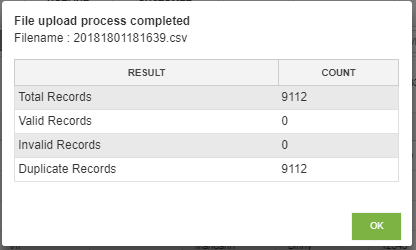 File upload process completed
Filename : 20181801181639.csv
RESULT COUNT
Total Records 9112
Valid Records 0
Invalid Records 0
Duplicate Records 9112
OK